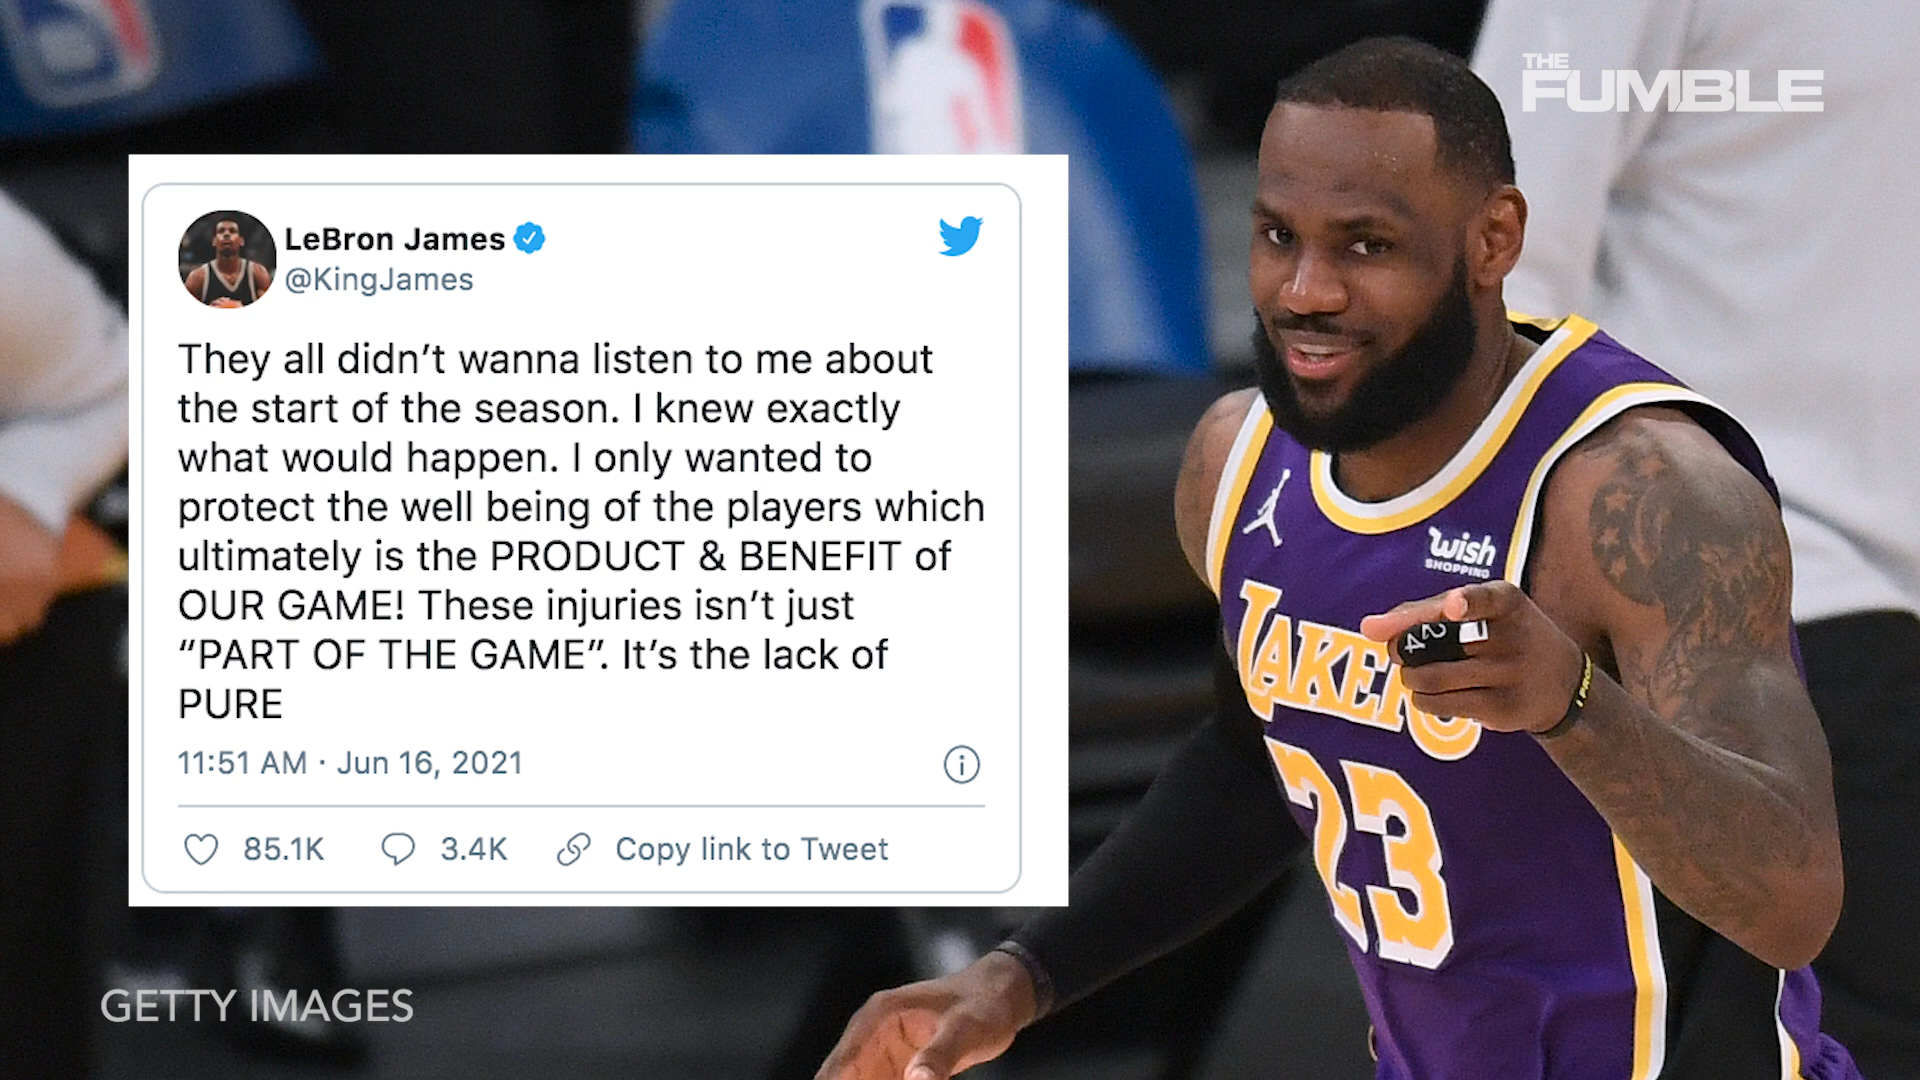 THE
FUMBLE
LeBron James
@KingJames
They all didn’t wanna listen to me about
the start of the season. I knew exactly
what would happen. I only wanted to
protect the well being of the players which
ultimately is the PRODUCT & BENEFIT of
OUR GAME! These injuries isn’t just
“PART OF THE GAME”. It’s the lack of
PURE
11:51 AM · Jun 16, 2021
85.1K 3.4K Copy link to Tweet
wish
SHOPPING
24
LAKERS
23
GETTY IMAGES